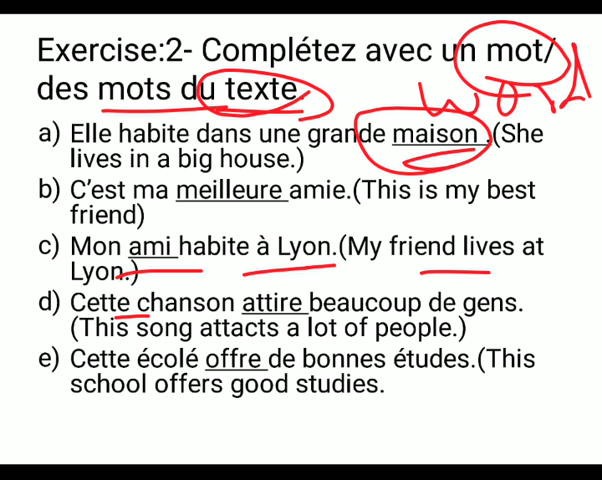 Exercise:2- Complétez avec un mot/
des mots du texte.
word
a) Elle habite dans une grande maison .(She
lives in a big house.)
b) C'est ma meilleure amie.(This is my best
friend)
c) Mon ami habite à Lyon.(My friend lives at
Lyon.)
d) Cette chanson attire beaucoup de gens.
(This song attacts a lot of people.)
e) Cette écolé offre de bonnes études.(This
school offers good studies.